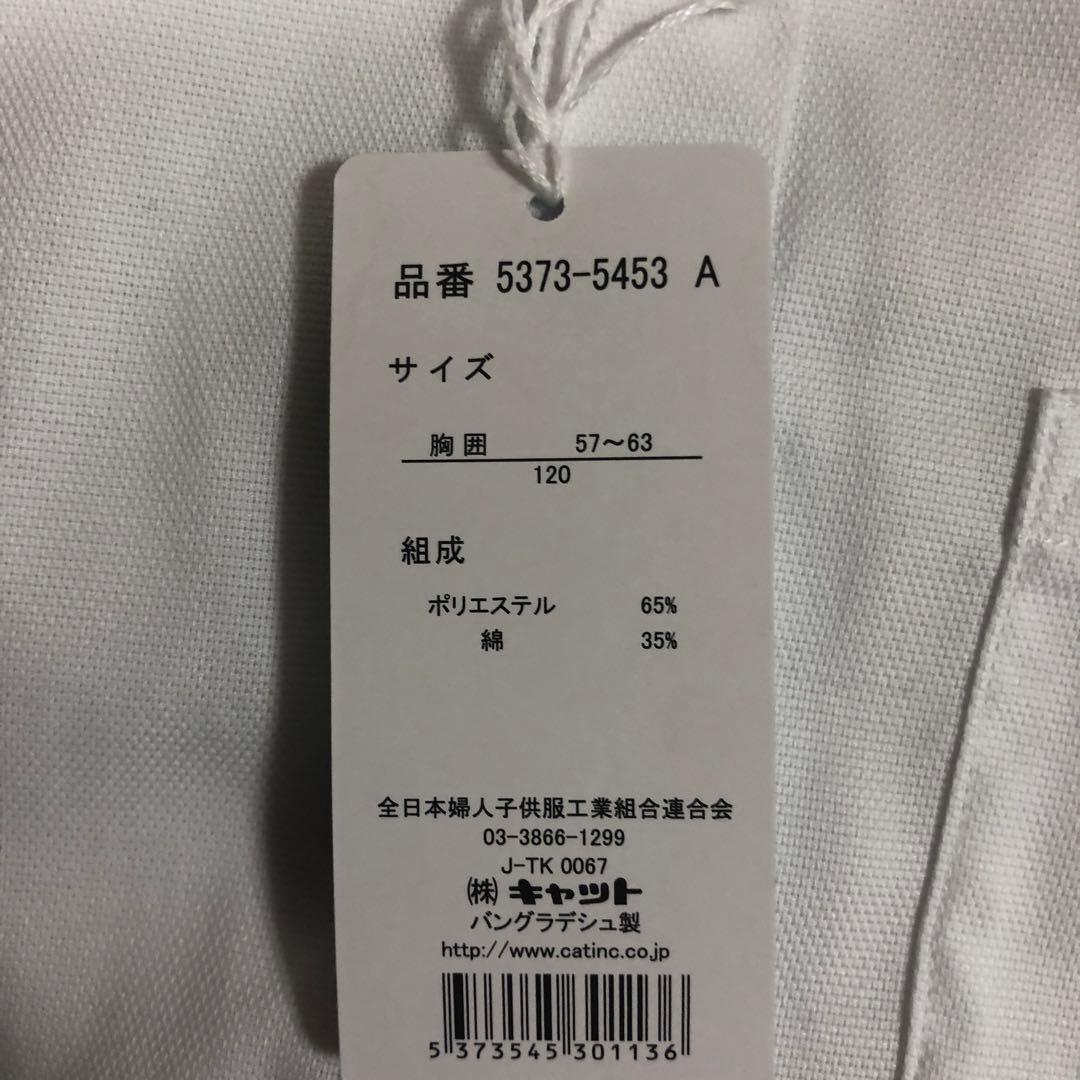 品番 5373-5453 A
サイズ
胸囲 57～63
120
組成
ポリエステル 65%
綿 35%
全日本婦人子供服工業組合連合会
03-3866-1299
J-TK 0067
㈱ キャット
バングラデシュ製
http://www.catinc.co.jp
5 373545 301136